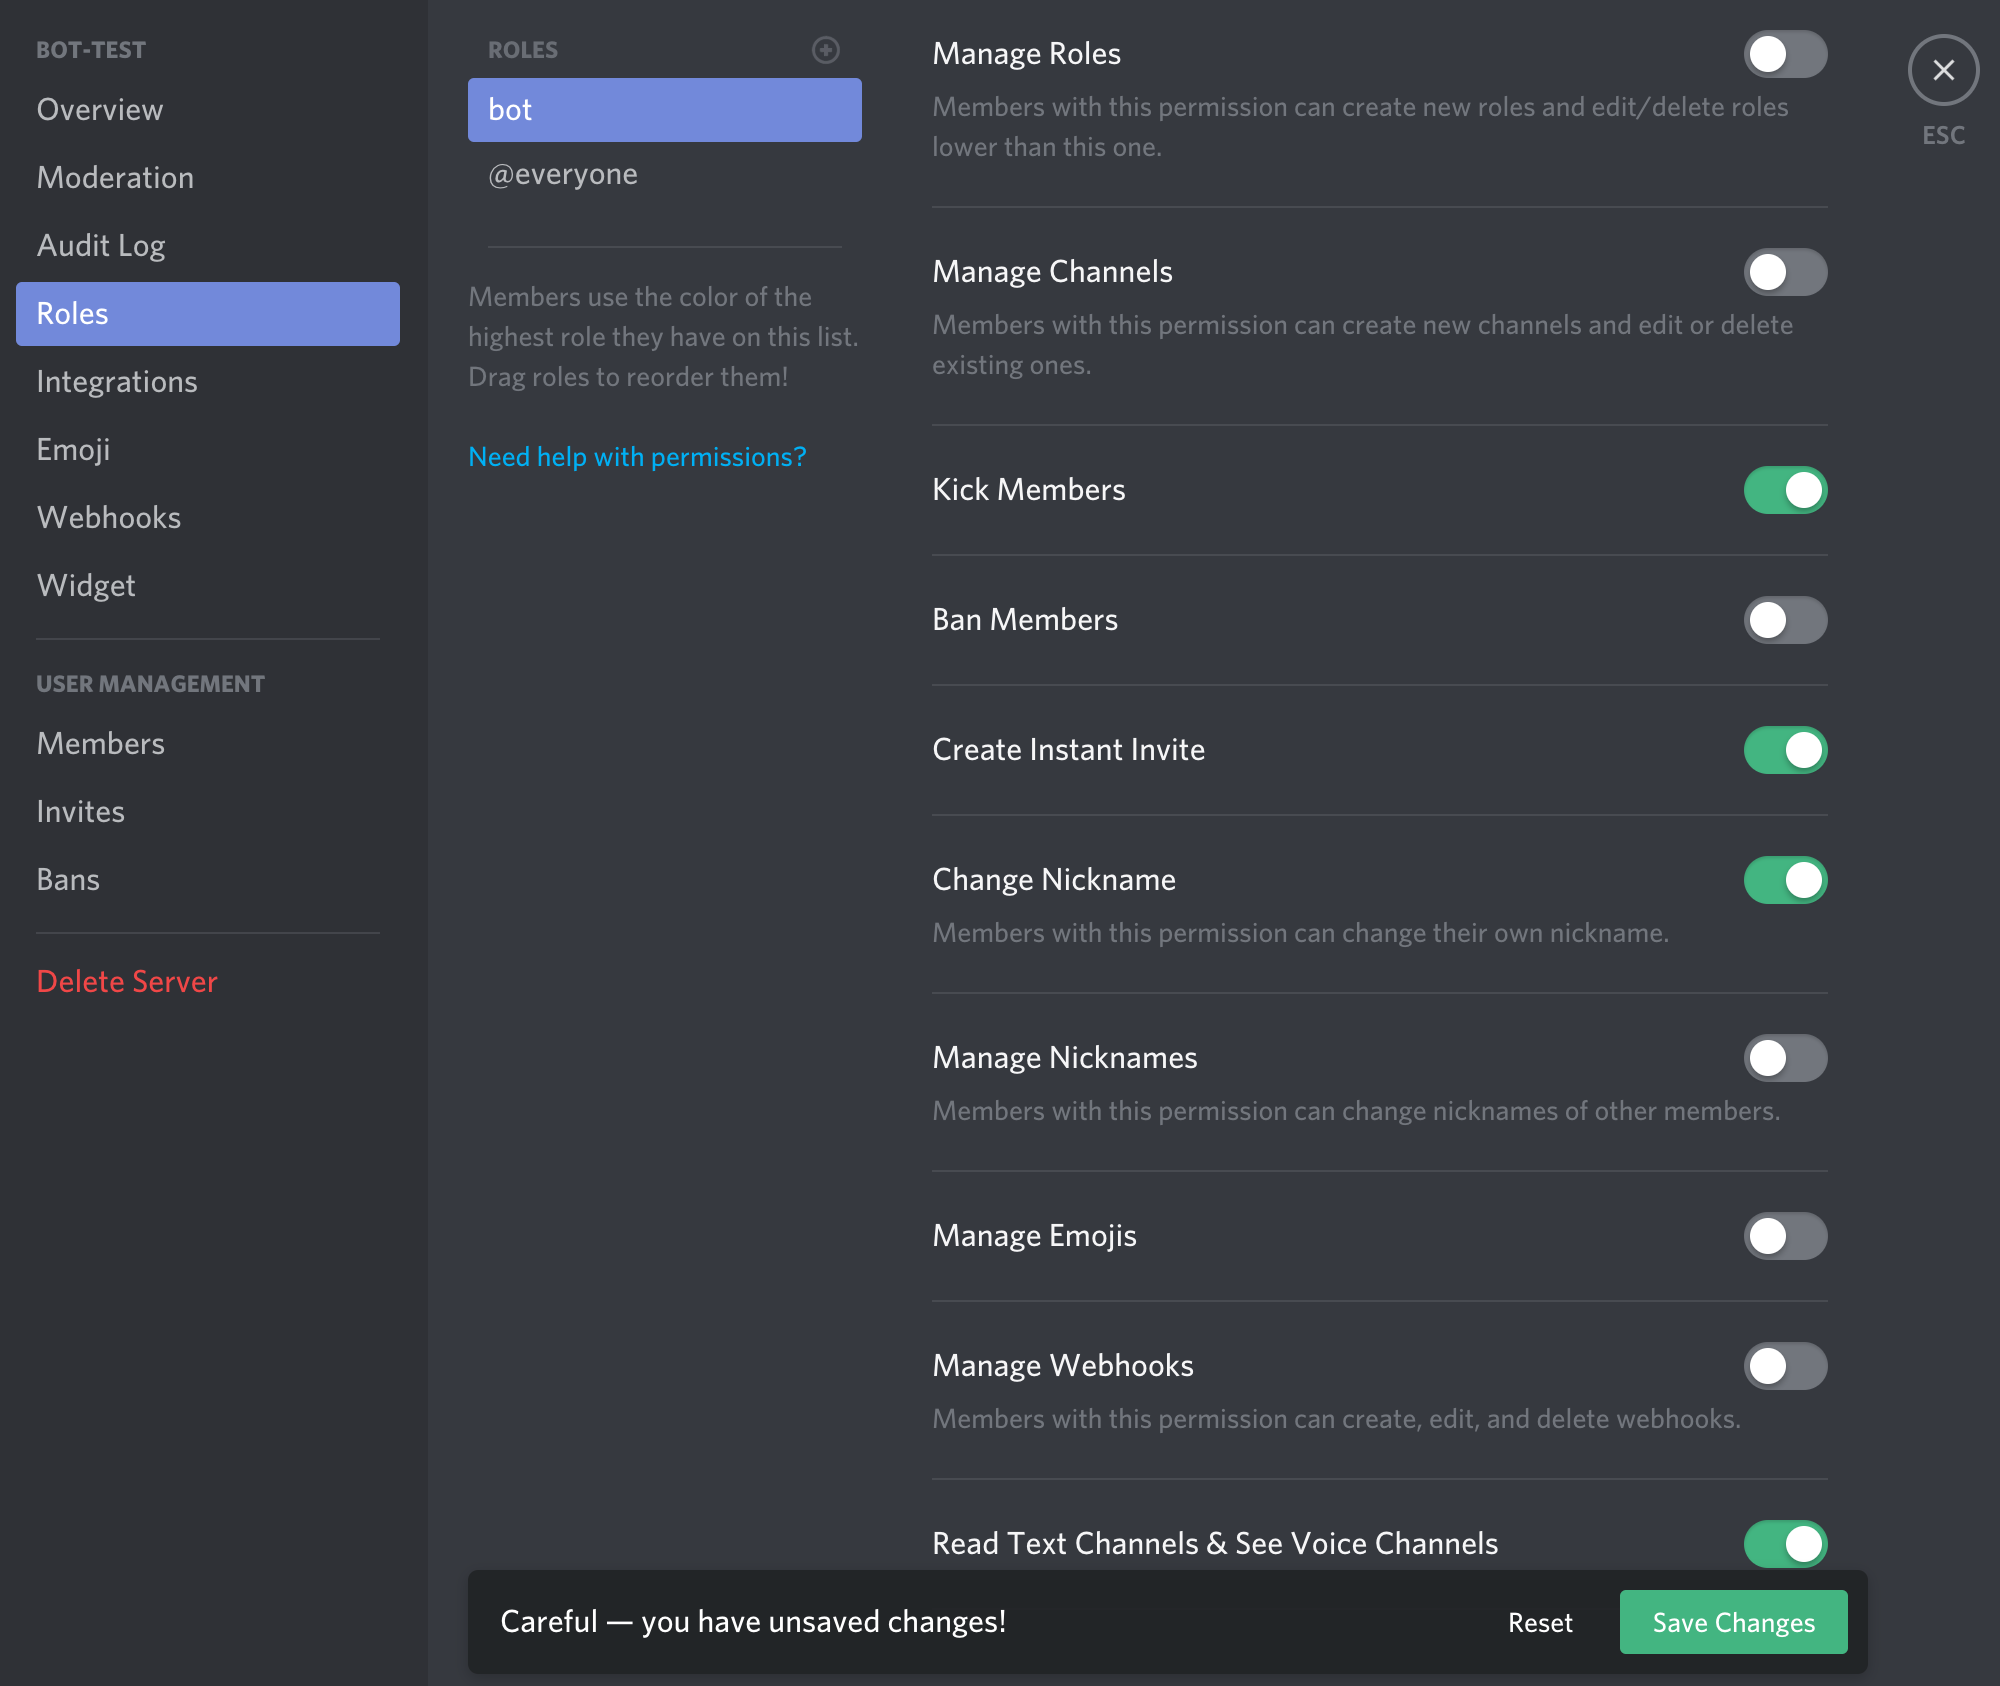 BOT-TEST
Overview
Moderation
Audit Log
Roles
Integrations
Emoji
Webhooks
Widget
USER MANAGEMENT
Members
Invites
Bans
Delete Server
ROLES
bot
@everyone
Members use the color of the
highest role they have on this list.
Drag roles to reorder them!
Need help with permissions?
Manage Roles
Members with this permission can create new roles and edit/delete roles
lower than this one.
Manage Channels
Members with this permission can create new channels and edit or delete
existing ones.
Kick Members
Ban Members
Create Instant Invite
Change Nickname
Members with this permission can change their own nickname.
Manage Nicknames
Members with this permission can change nicknames of other members.
Manage Emojis
Manage Webhooks
Members with this permission can create, edit, and delete webhooks.
Read Text Channels & See Voice Channels
Careful — you have unsaved changes!
Reset
Save Changes
ESC